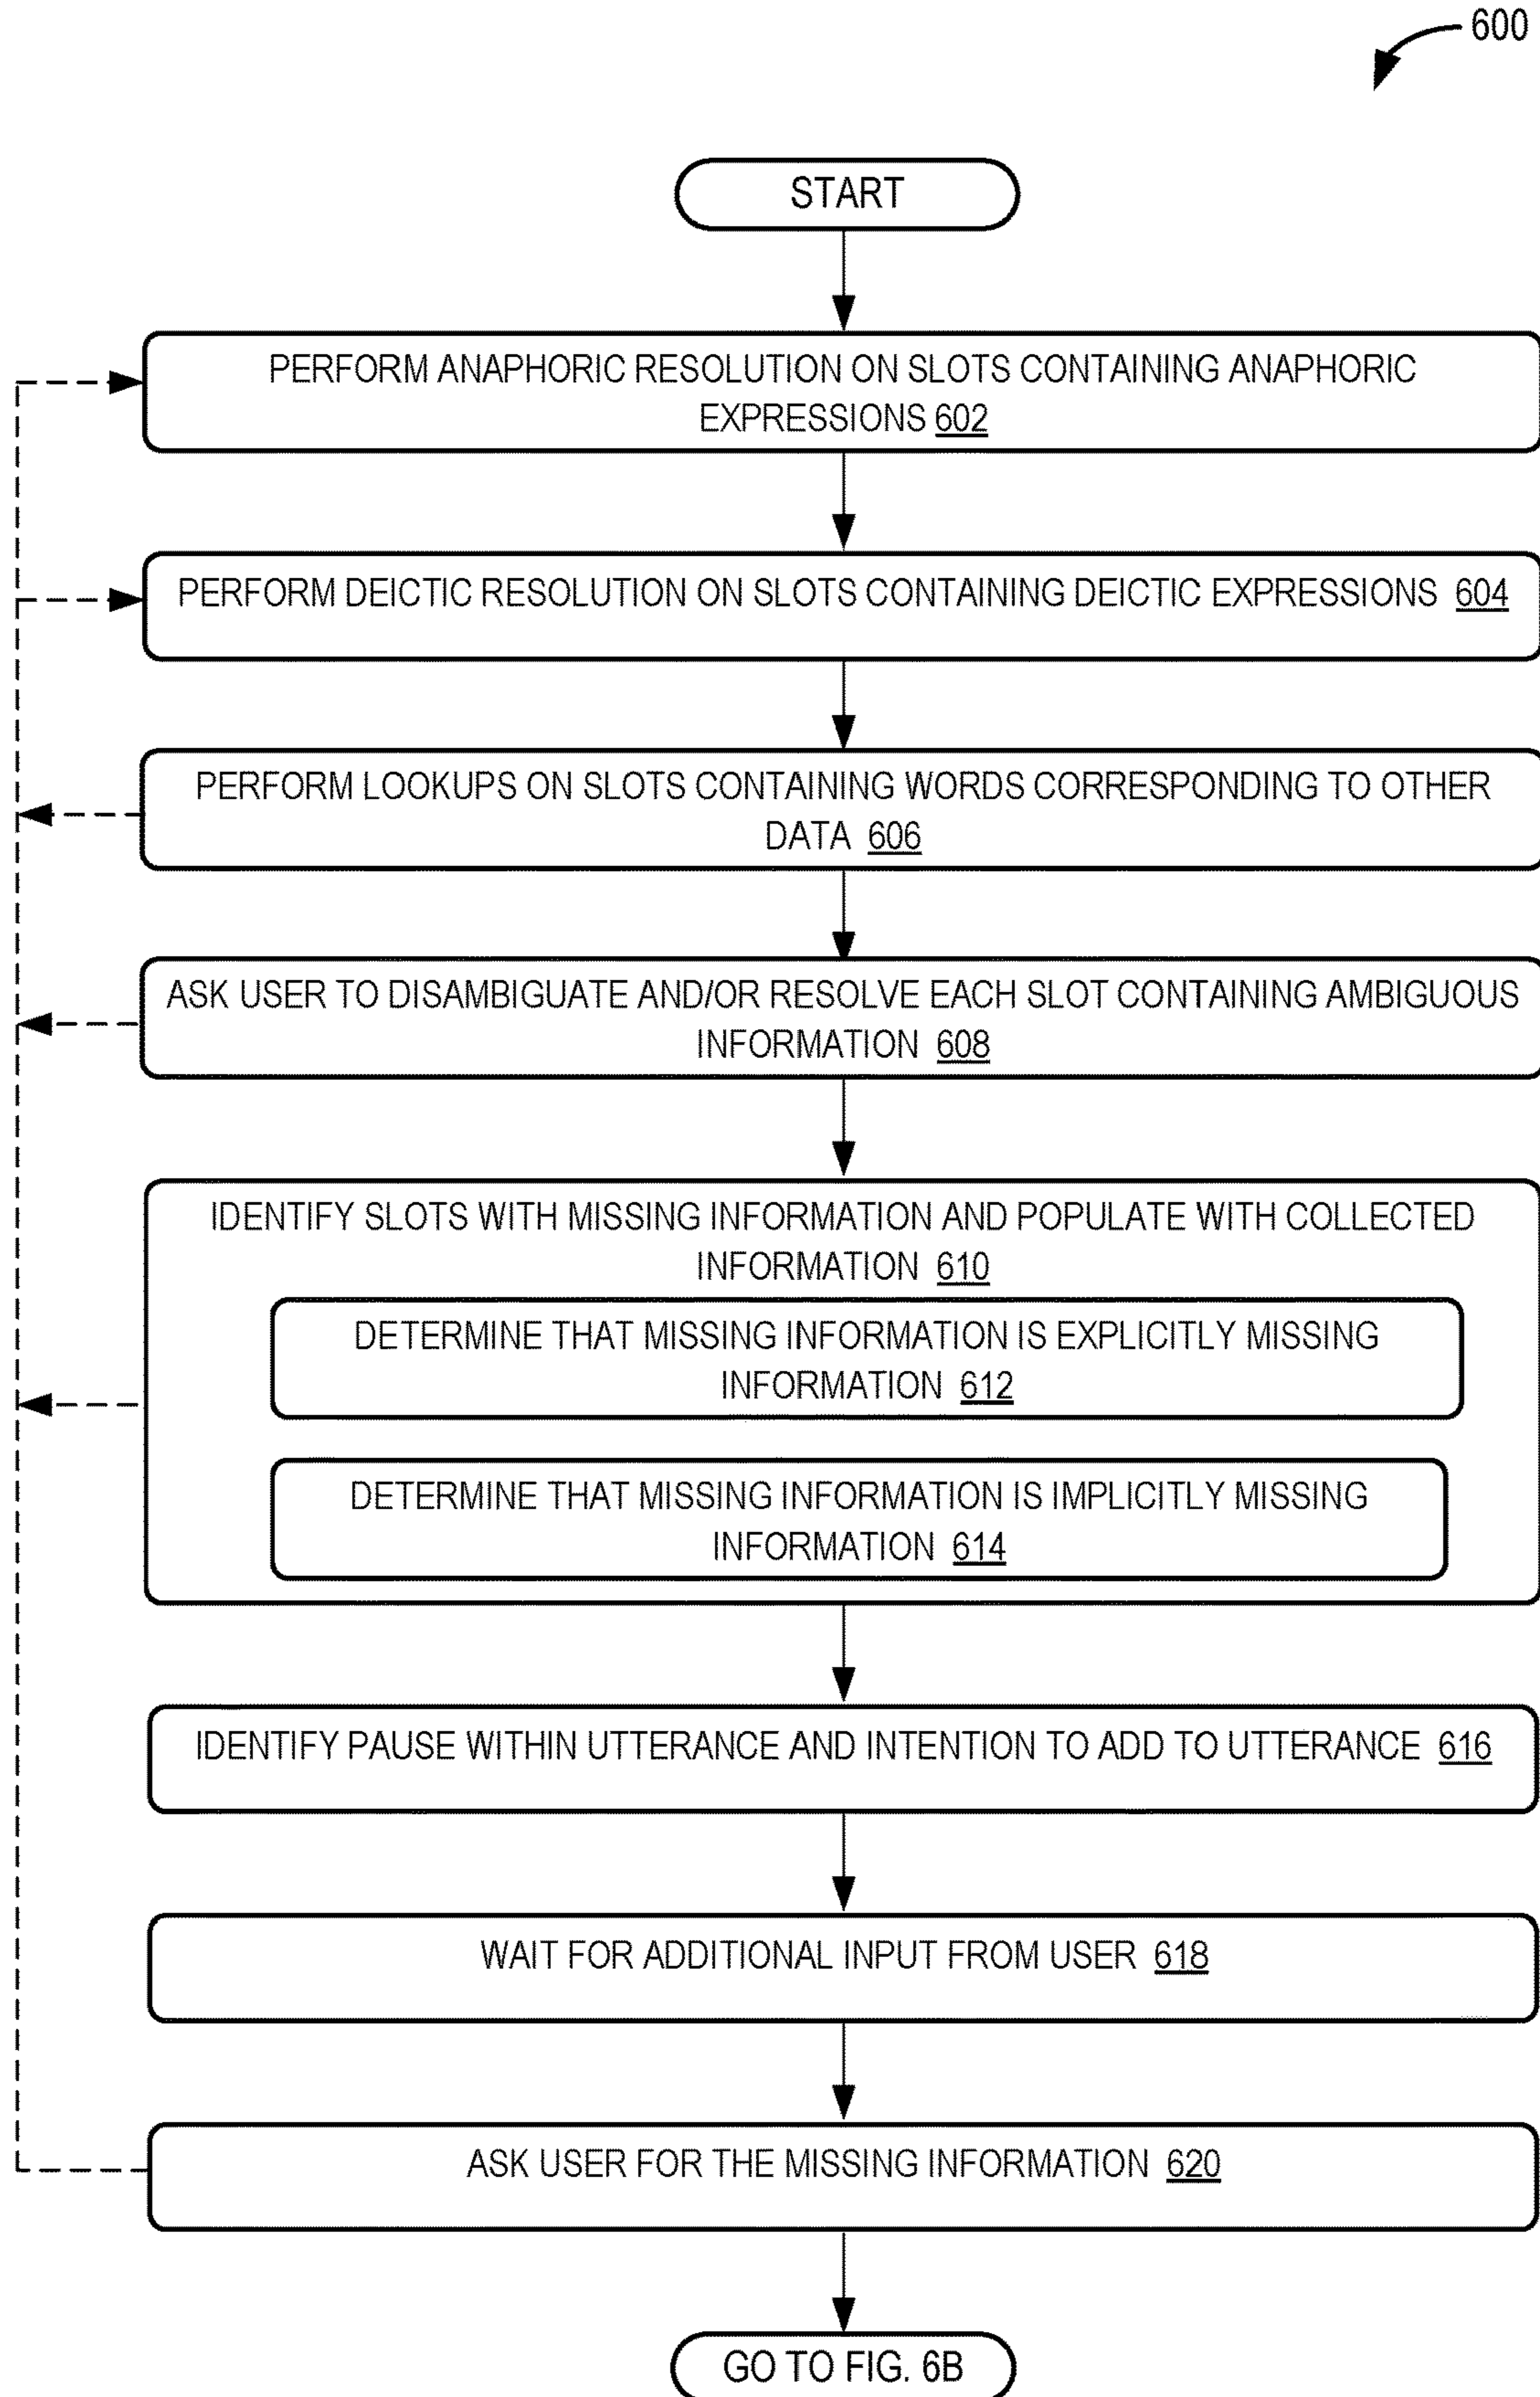 600
START
PERFORM ANAPHORIC RESOLUTION ON SLOTS CONTAINING ANAPHORIC
EXPRESSIONS 602
PERFORM DEICTIC RESOLUTION ON SLOTS CONTAINING DEICTIC EXPRESSIONS 604
PERFORM LOOKUPS ON SLOTS CONTAINING WORDS CORRESPONDING TO OTHER
DATA 606
ASK USER TO DISAMBIGUATE AND/OR RESOLVE EACH SLOT CONTAINING AMBIGUOUS
INFORMATION 608
IDENTIFY SLOTS WITH MISSING INFORMATION AND POPULATE WITH COLLECTED
INFORMATION 610
DETERMINE THAT MISSING INFORMATION IS EXPLICITLY MISSING
INFORMATION 612
DETERMINE THAT MISSING INFORMATION IS IMPLICITLY MISSING
INFORMATION 614
IDENTIFY PAUSE WITHIN UTTERANCE AND INTENTION TO ADD TO UTTERANCE 616
WAIT FOR ADDITIONAL INPUT FROM USER 618
ASK USER FOR THE MISSING INFORMATION 620
GO TO FIG. 6B